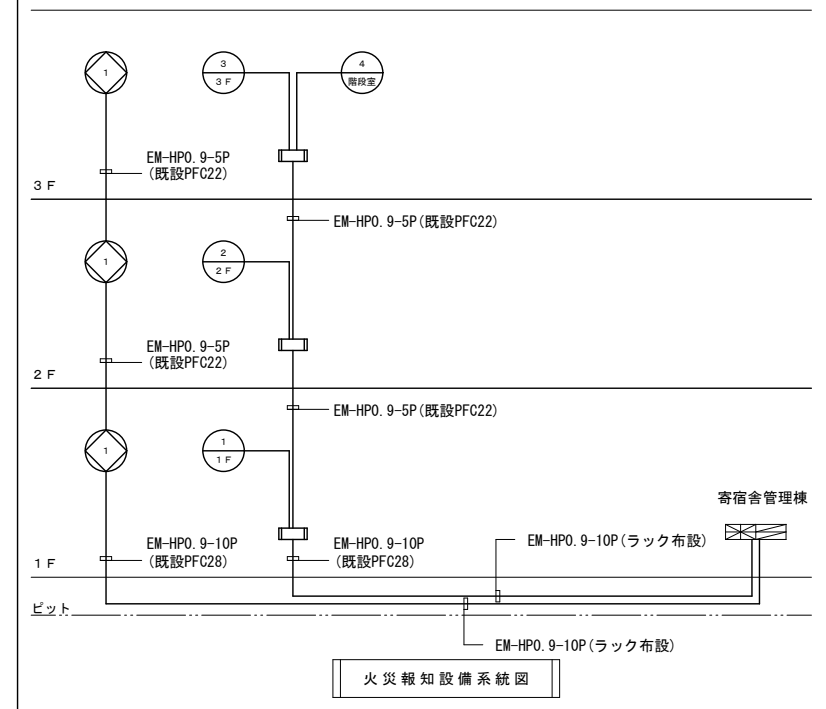 1
3
3F
4
階段室
EM-HP0.9-5P
(既設PFC22)
3F
EM-HP0.9-5P(既設PFC22)
1
2
2F
EM-HP0.9-5P
(既設PFC22)
2F
EM-HP0.9-5P(既設PFC22)
1
1
1F
寄宿舎管理棟
EM-HP0.9-10P
(既設PFC28)
EM-HP0.9-10P
(既設PFC28)
EM-HP0.9-10P(ラック布設)
1F
ピット
EM-HP0.9-10P(ラック布設)
火災報知設備系統図